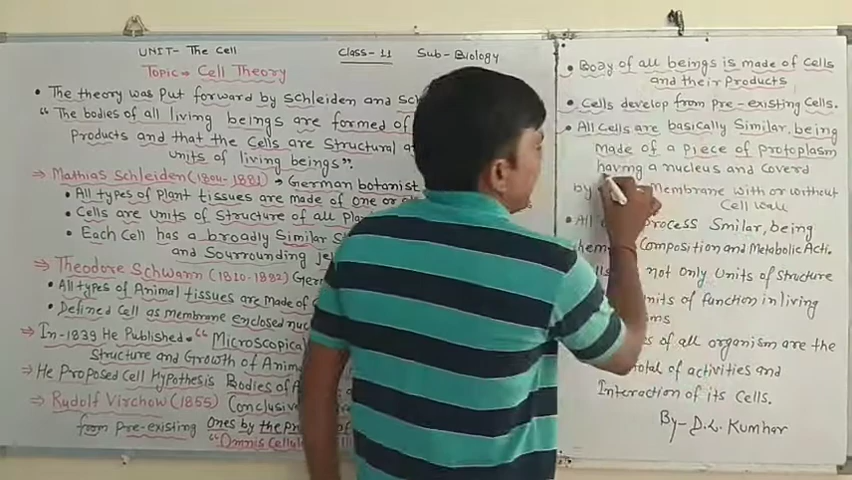 UNIT- The Cell
Class-11 Sub-Biology
Topic→ Cell Theory
• The theory was Put forward by Schleiden and
"The bodies of all living beings are formed of
Products and that the Cells are Structural
units of living beings".
⇒ Mathias Schleiden (1804-1881) → German botanist
• All types of Plant tissues are made of one or
• Cells are Units of Structure of all
• Each Cell has a broadly Similar
and Sourrounding
⇒ Theodore Schwann (1810-1882)
• All types of Animal tissues are made of
• Defined Cell as Membrane enclosed
⇒ In-1839 He Published. "Microscopical
Structure and Growth of
⇒ He Proposed Cell Hypothesis Bodies of
⇒ Rudolf Virchow (1855)
from Pre-existing Ones by the
"Omnis
• Body of all beings is made of Cells
and their Products
• Cells develop from Pre-existing Cells.
• All Cells are basically Similar, being
made of a Piece of Protoplasm
having a nucleus and Coverd
by Membrane with or without
Cell wall
• All Process Smilar, being
Composition and Metabolic Acti.
not only Units of Structure
of function in living
of all organism are the
of activities and
Interaction of its Cells.
By- D.L. Kumhar